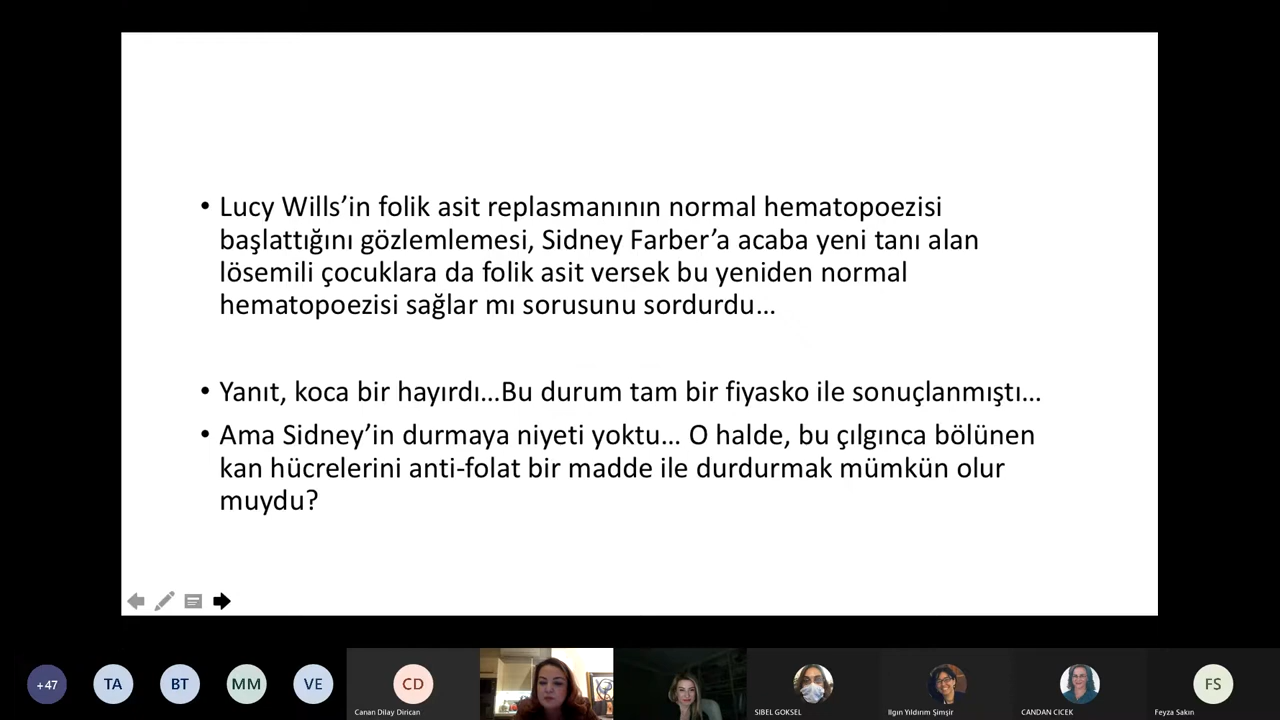 • Lucy Wills’in folik asit replasmanının normal hematopoezisi
başlattığını gözlemlemesi, Sidney Farber’a acaba yeni tanı alan
lösemili çocuklara da folik asit versek bu yeniden normal
hematopoezisi sağlar mı sorusunu sordurdu…
• Yanıt, koca bir hayırdı…Bu durum tam bir fiyasko ile sonuçlanmıştı…
• Ama Sidney’in durmaya niyeti yoktu… O halde, bu çılgınca bölünen
kan hücrelerini anti-folat bir madde ile durdurmak mümkün olur
muydu?
+47 TA BT MM VE CD FS
Canan Dilay Dirican SIBEL GOKSEL Ilgın Yıldırım Şimşir CANDAN CICEK Feyza Sakın